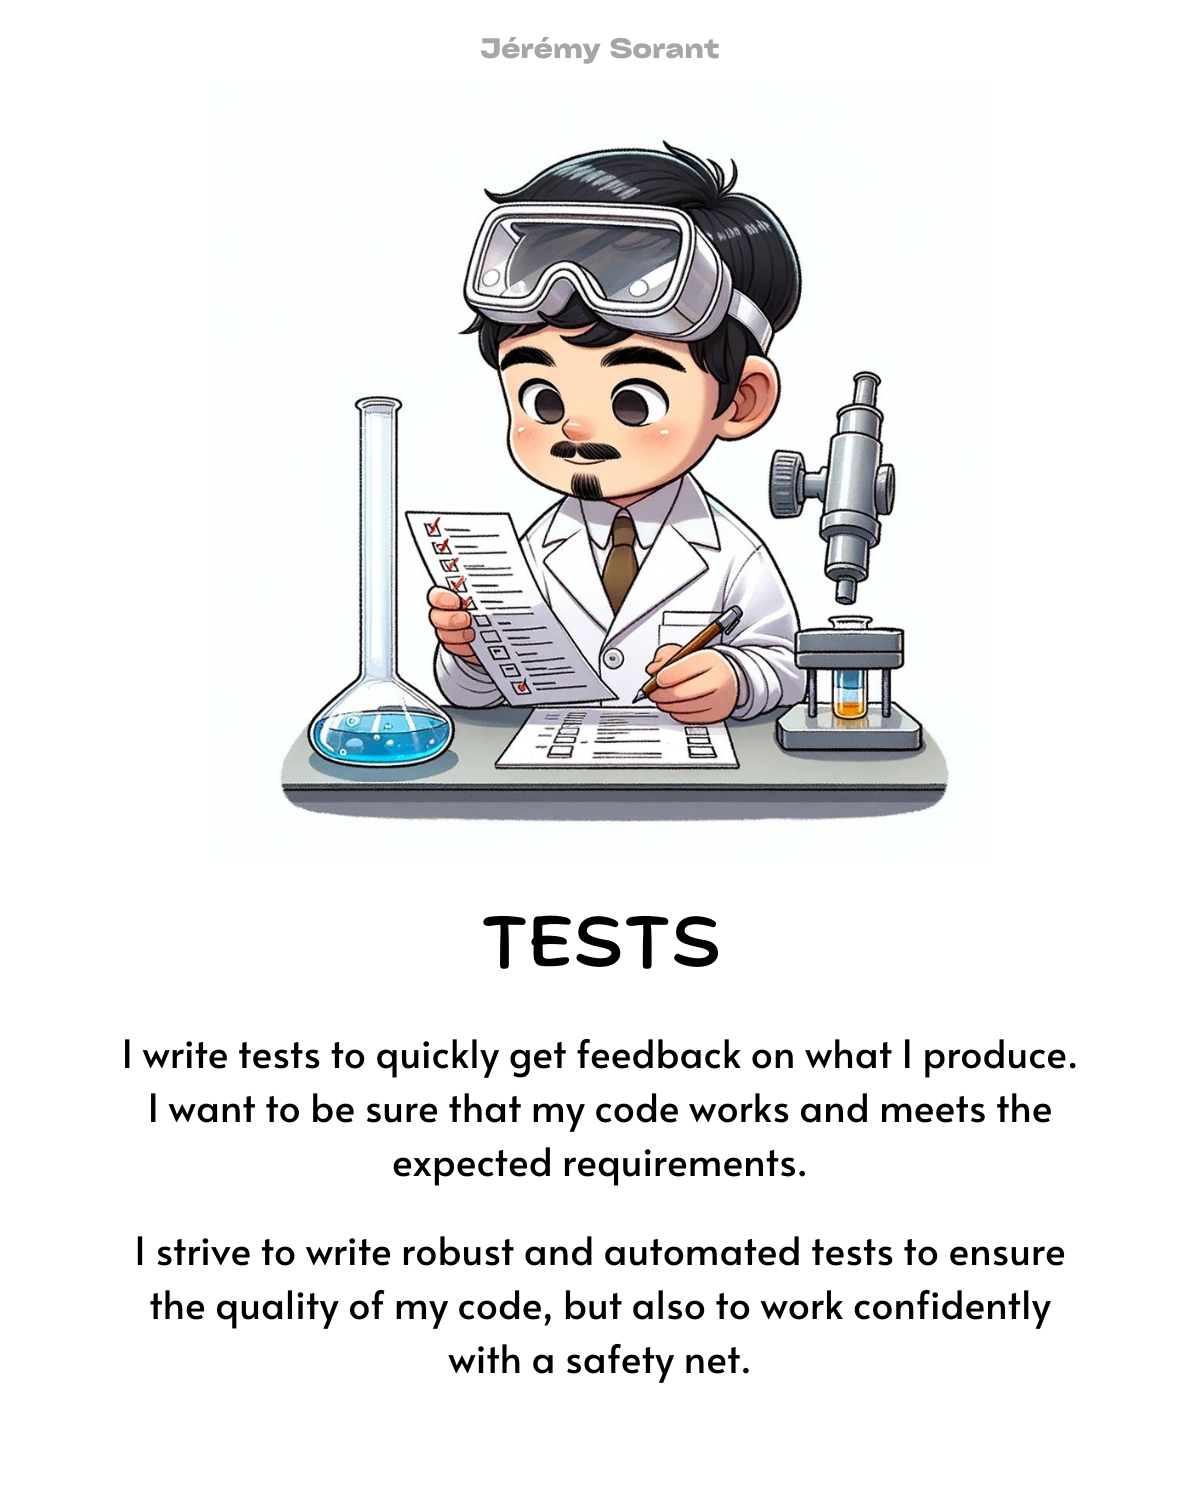 Jérémy Sorant
TESTS
I write tests to quickly get feedback on what I produce.
I want to be sure that my code works and meets the
expected requirements.
I strive to write robust and automated tests to ensure
the quality of my code, but also to work confidently
with a safety net.